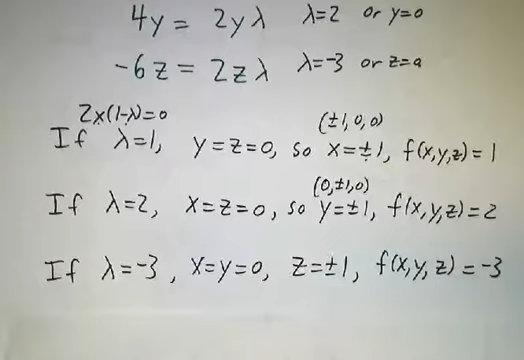 4y = 2yλ λ=2 or y=0
-6z = 2zλ λ=-3 or z=a
2x(1-λ)=0
(±1, 0, 0)
If λ=1, y=z=0, so x=±1, f(x,y,z)=1
(0,±1,0)
If λ=2, x=z=0, so y=±1, f(x,y,z)=2
If λ=-3, x=y=0, z=±1, f(x,y,z)=-3